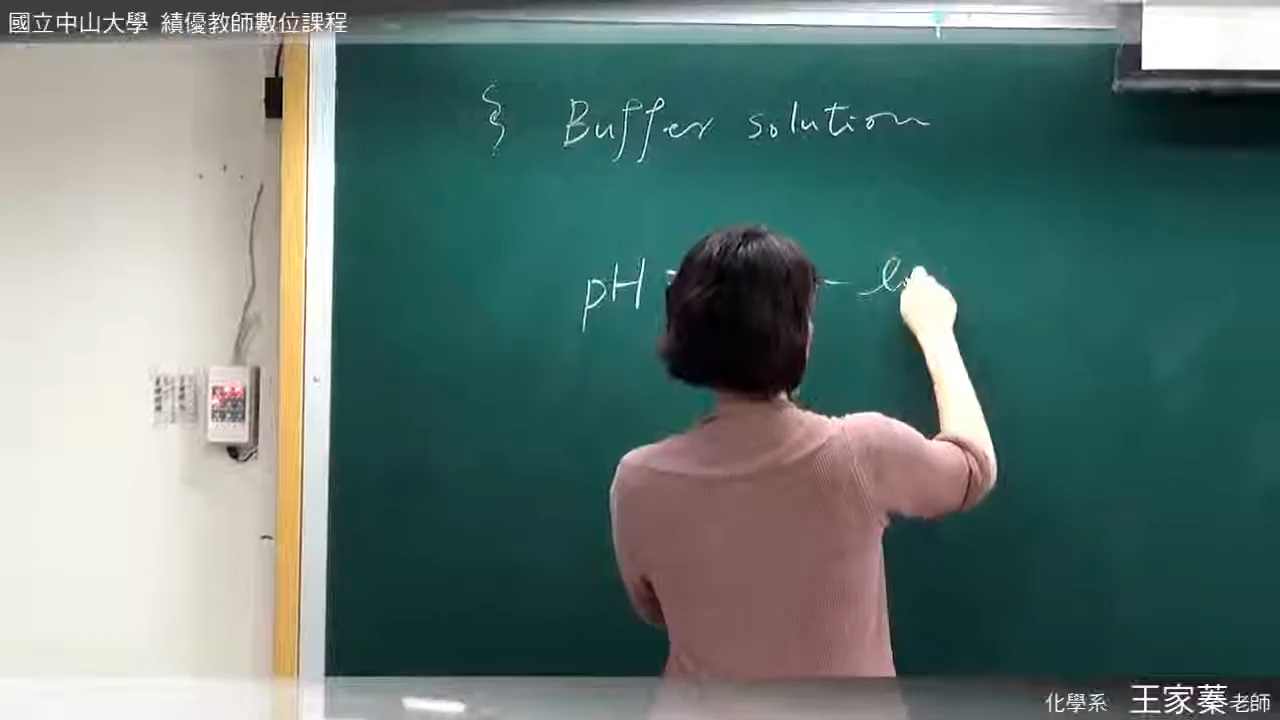 國立中山大學 績優教師數位課程
§ Buffer solution
pH = - lo
化學系 王家蓁老師